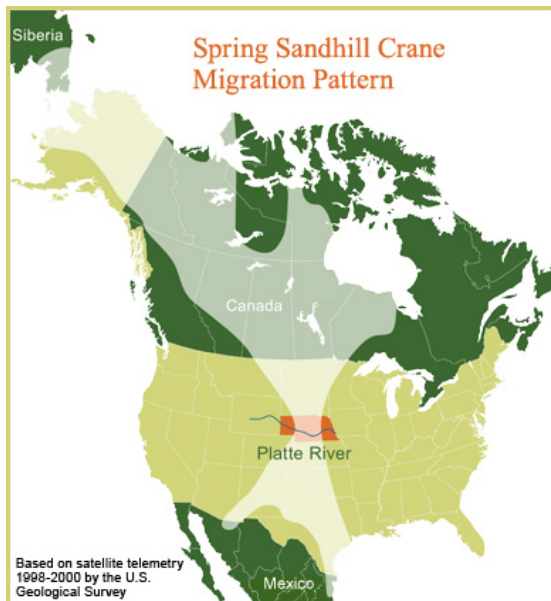 Siberia
Spring Sandhill Crane
Migration Pattern
Canada
Platte River
Based on satellite telemetry
1998-2000 by the U.S.
Geological Survey
Mexico